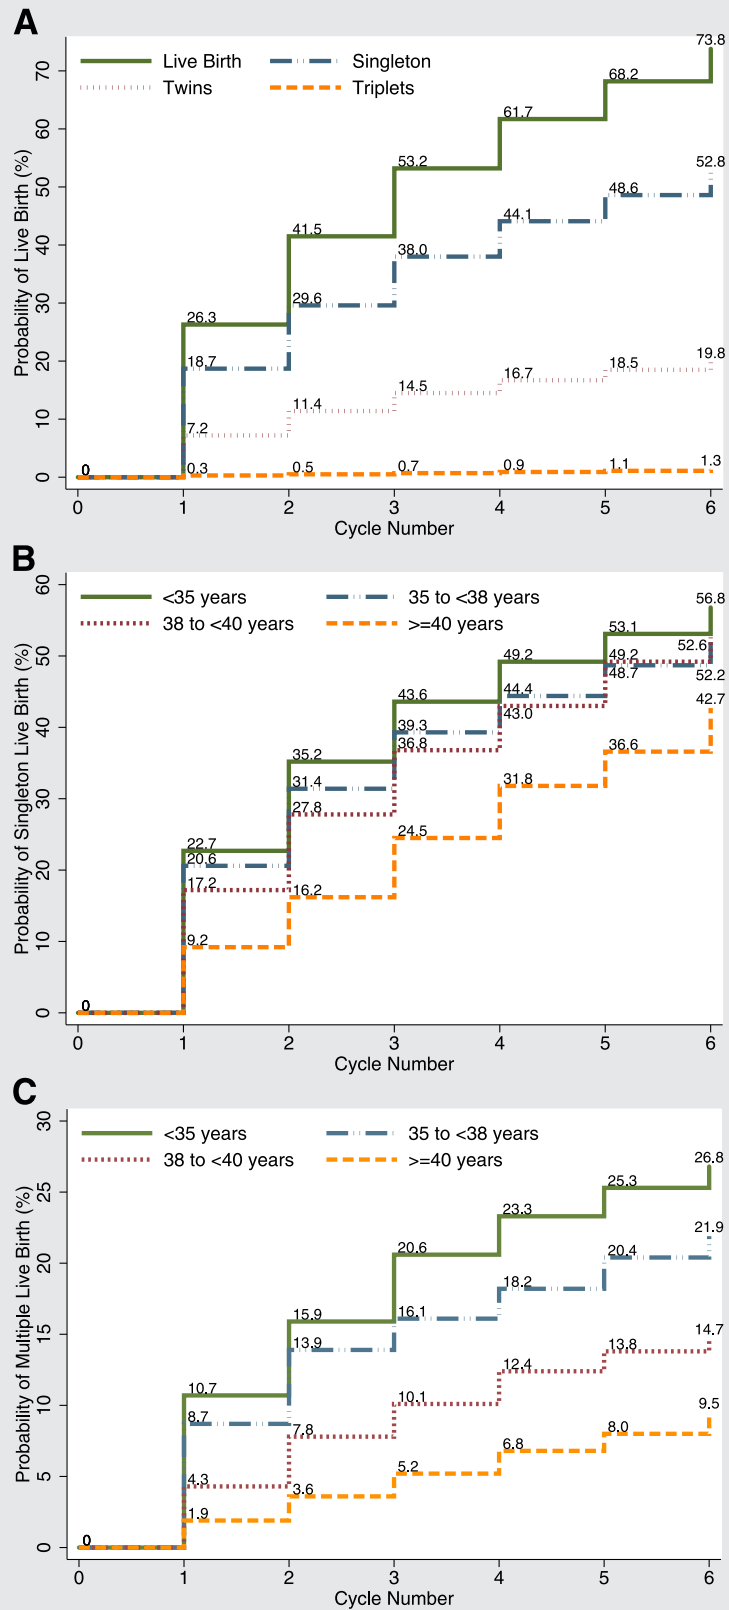 A
Live Birth Singleton
Twins Triplets
Probability of Live Birth (%)
70
60
50
40
30
20
10
0
0 26.3 41.5 53.2 61.7 68.2 73.8
18.7 29.6 38.0 44.1 48.6 52.8
7.2 11.4 14.5 16.7 18.5 19.8
0.3 0.5 0.7 0.9 1.1 1.3
0 1 2 3 4 5 6
Cycle Number
B
<35 years 35 to <38 years
38 to <40 years >=40 years
Probability of Singleton Live Birth (%)
60
50
40
30
20
10
0
0 22.7 35.2 43.6 49.2 53.1 56.8
20.6 31.4 39.3 44.4 49.2 52.6
17.2 27.8 36.8 43.0 48.7 52.2
9.2 16.2 24.5 31.8 36.6 42.7
0 1 2 3 4 5 6
Cycle Number
C
<35 years 35 to <38 years
38 to <40 years >=40 years
Probability of Multiple Live Birth (%)
30
25
20
15
10
5
0
0 10.7 15.9 20.6 23.3 25.3 26.8
8.7 13.9 16.1 18.2 20.4 21.9
4.3 7.8 10.1 12.4 13.8 14.7
1.9 3.6 5.2 6.8 8.0 9.5
0 1 2 3 4 5 6
Cycle Number